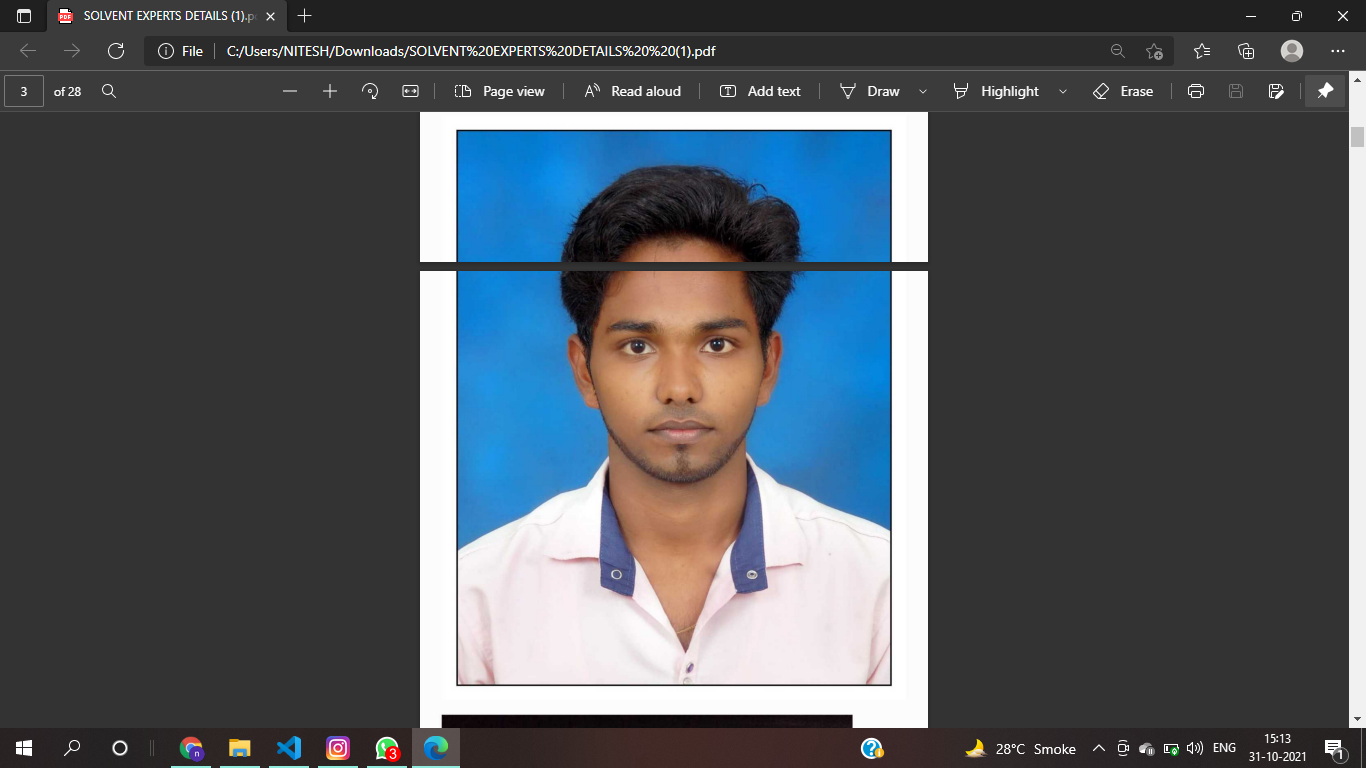 SOLVENT EXPERTS DETAILS (1).p
File
C:/Users/NITESH/Downloads/SOLVENT%20EXPERTS%20DETAILS%20%20(1).pdf
3 of 28
Page view
Read aloud
Add text
Draw
Highlight
Erase
PDF
n
3
28°C Smoke
ENG
15:13
31-10-2021
1